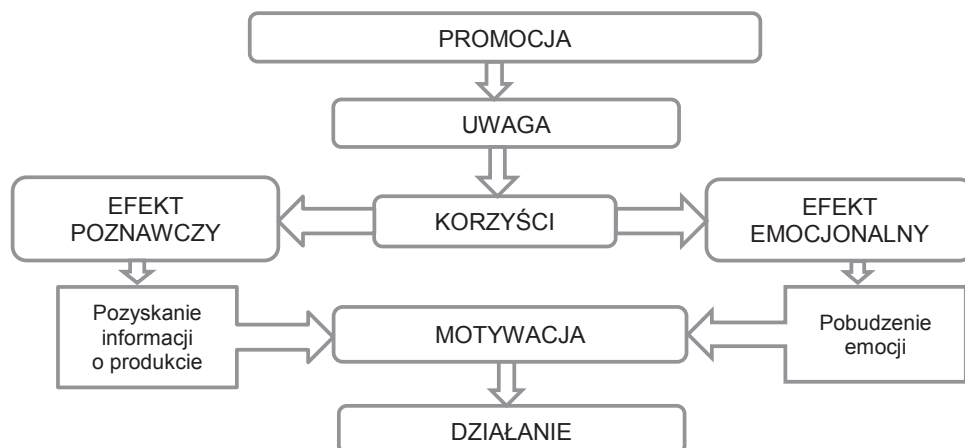 PROMOCJA
UWAGA
EFEKT
POZNAWCZY
KORZYŚCI
EFEKT
EMOCJONALNY
Pozyskanie
informacji
o produkcie
MOTYWACJA
Pobudzenie
emocji
DZIAŁANIE